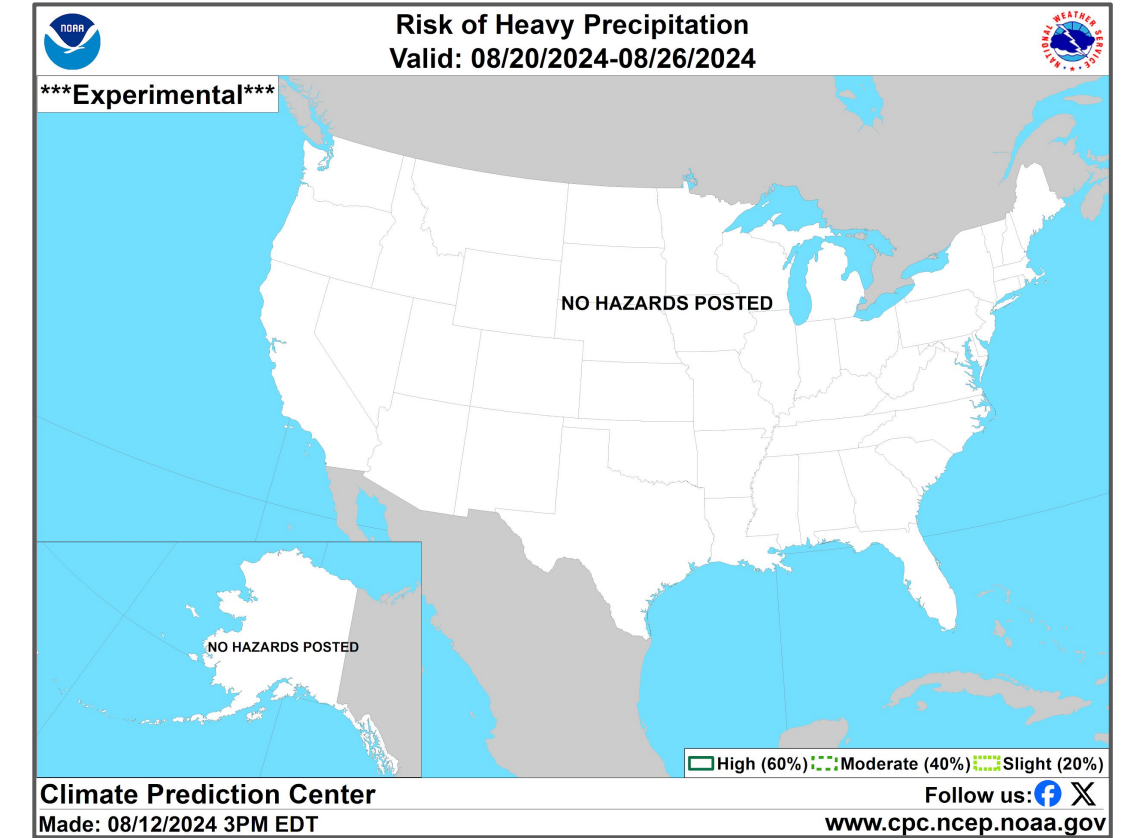 NOAA
Risk of Heavy Precipitation
Valid: 08/20/2024-08/26/2024
NATIONAL WEATHER SERVICE
***Experimental***
NO HAZARDS POSTED
NO HAZARDS POSTED
High (60%) Moderate (40%) Slight (20%)
Climate Prediction Center
Follow us:
Made: 08/12/2024 3PM EDT
www.cpc.ncep.noaa.gov